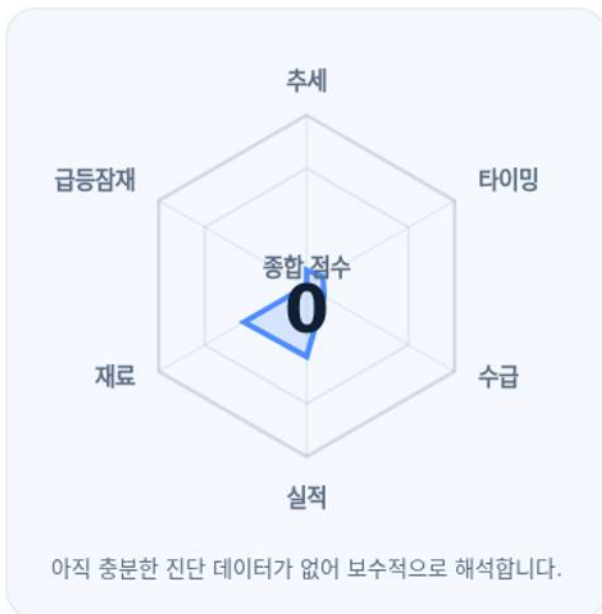 추세
급등잠재
타이밍
종합 점수
0
재료
수급
실적
아직 충분한 진단 데이터가 없어 보수적으로 해석합니다.